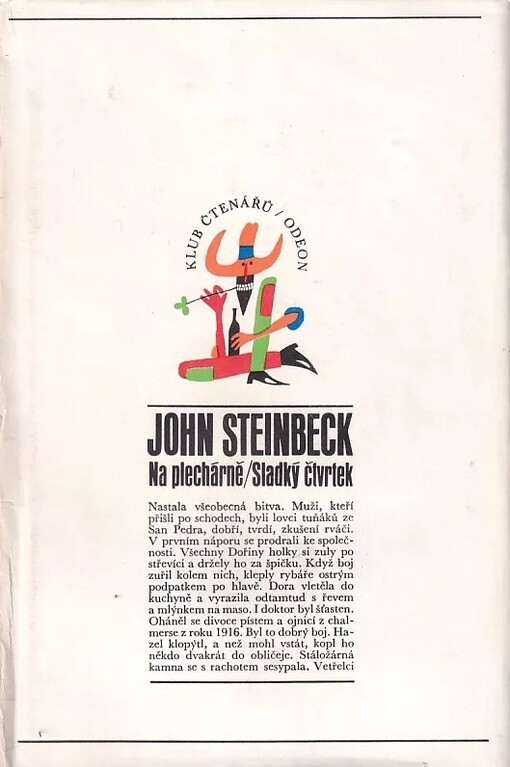 KLUB ČTENÁŘŮ / ODEON
JOHN STEINBECK
Na plechárně/Sladký čtvrtek
Nastala všeobecná bitva. Muži, kteří
přišli po schodech, byli lovci tuňáků ze
San Pedra, dobří, tvrdí, zkušení rváči.
V prvním náporu se prodrali ke společ-
nosti. Všechny Dořiny holky si zuly po
střevíci a držely ho za špičku. Když boj
zuřil kolem nich, kleply rybáře ostrým
podpatkem po hlavě. Dora vletěla do
kuchyně a vyrazila odtamtud s řevem
a mlýnkem na maso. I doktor byl šťasten.
Oháněl se divoce pístem a ojnicí z chal-
merse z roku 1916. Byl to dobrý boj. Ha-
zel klopýtl, a než mohl vstát, kopl ho
někdo dvakrát do obličeje. Stáložárná
kamna se s rachotem sesypala. Vetřelci